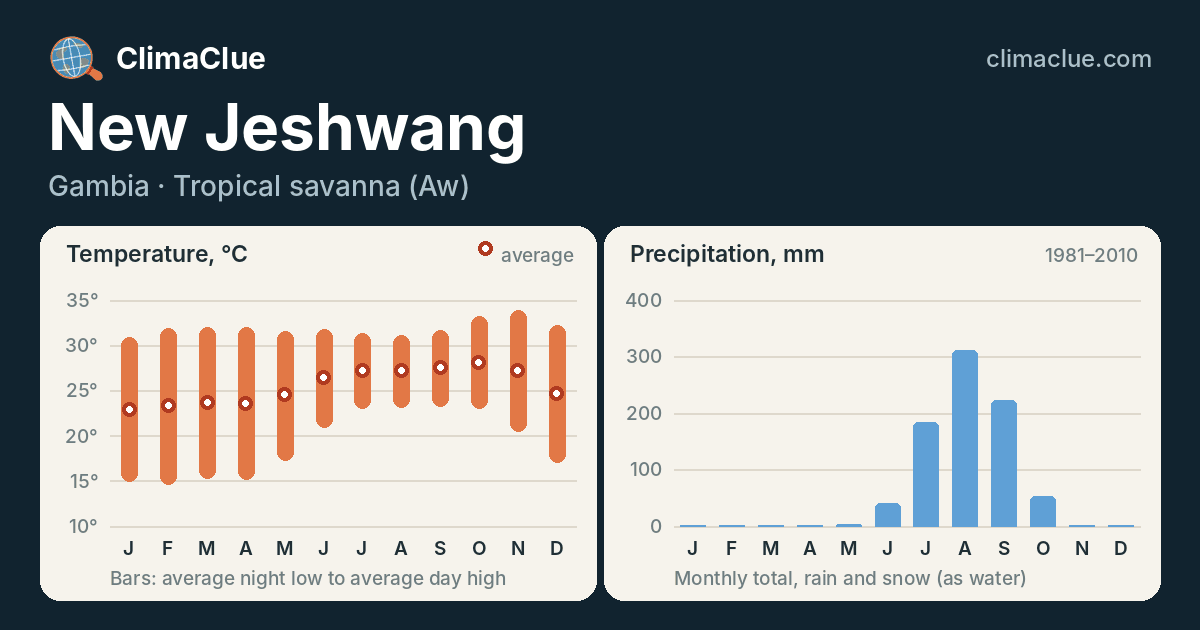 ClimaClue
climaclue.com
New Jeshwang
Gambia · Tropical savanna (Aw)
Temperature, °C
average
35°
30°
25°
20°
15°
10°
J F M A M J J A S O N D
Bars: average night low to average day high
Precipitation, mm
1981–2010
400
300
200
100
0
J F M A M J J A S O N D
Monthly total, rain and snow (as water)